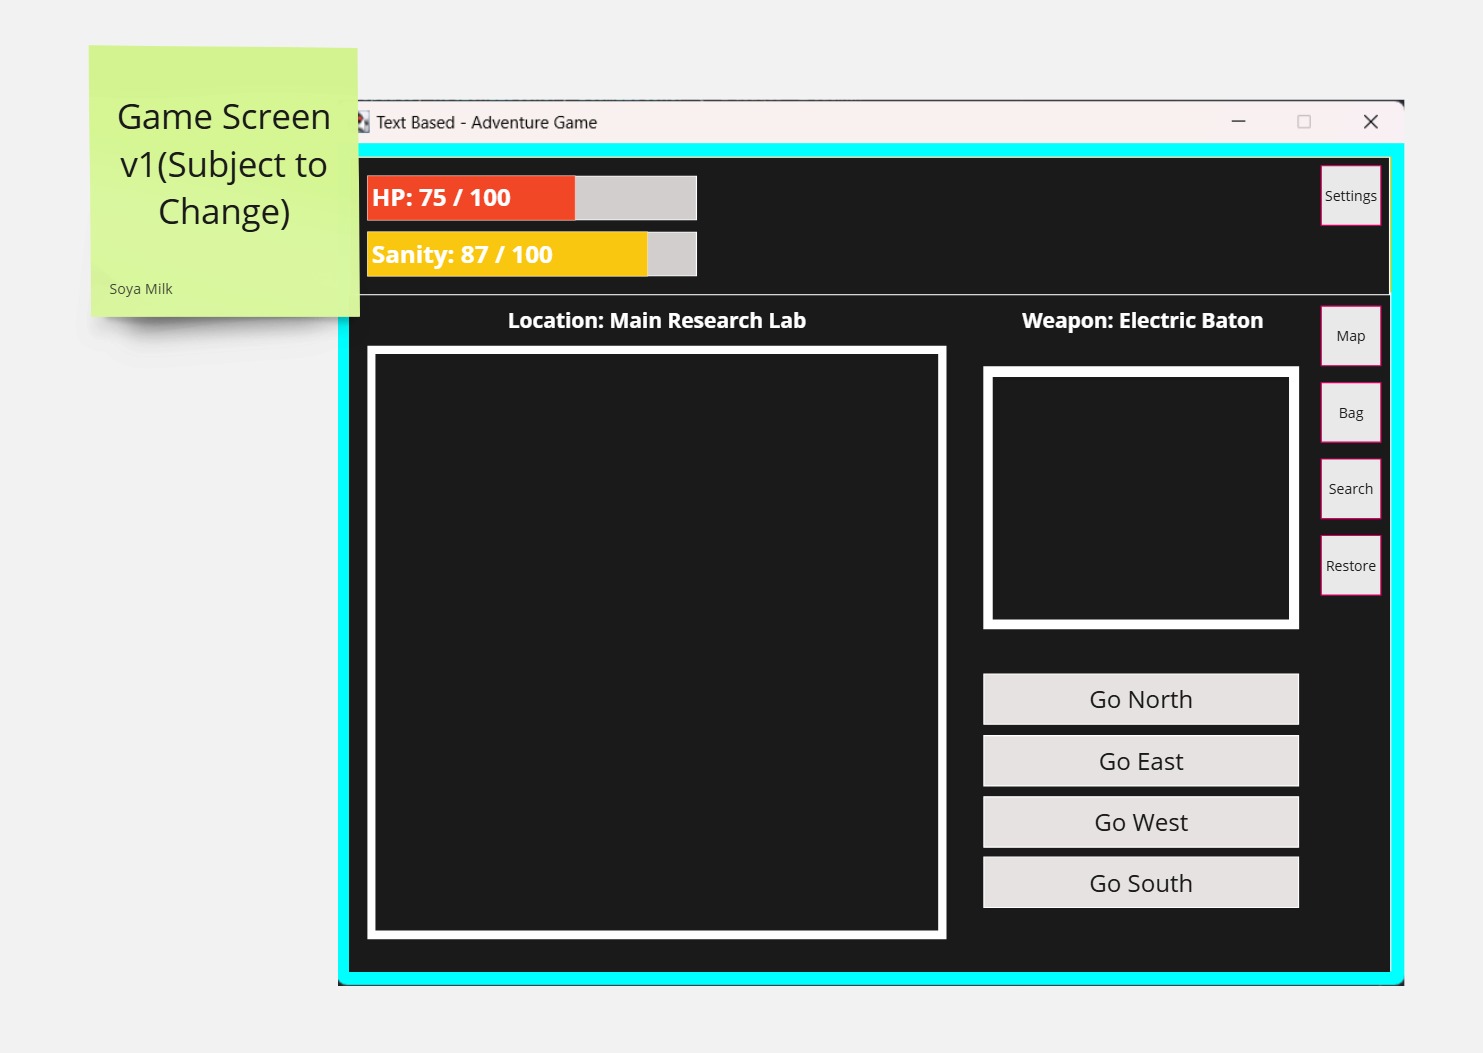 Game Screen
v1(Subject to
Change)
Soya Milk
Text Based - Adventure Game
HP: 75 / 100
Settings
Sanity: 87 / 100
Location: Main Research Lab
Weapon: Electric Baton
Map
Bag
Search
Restore
Go North
Go East
Go West
Go South